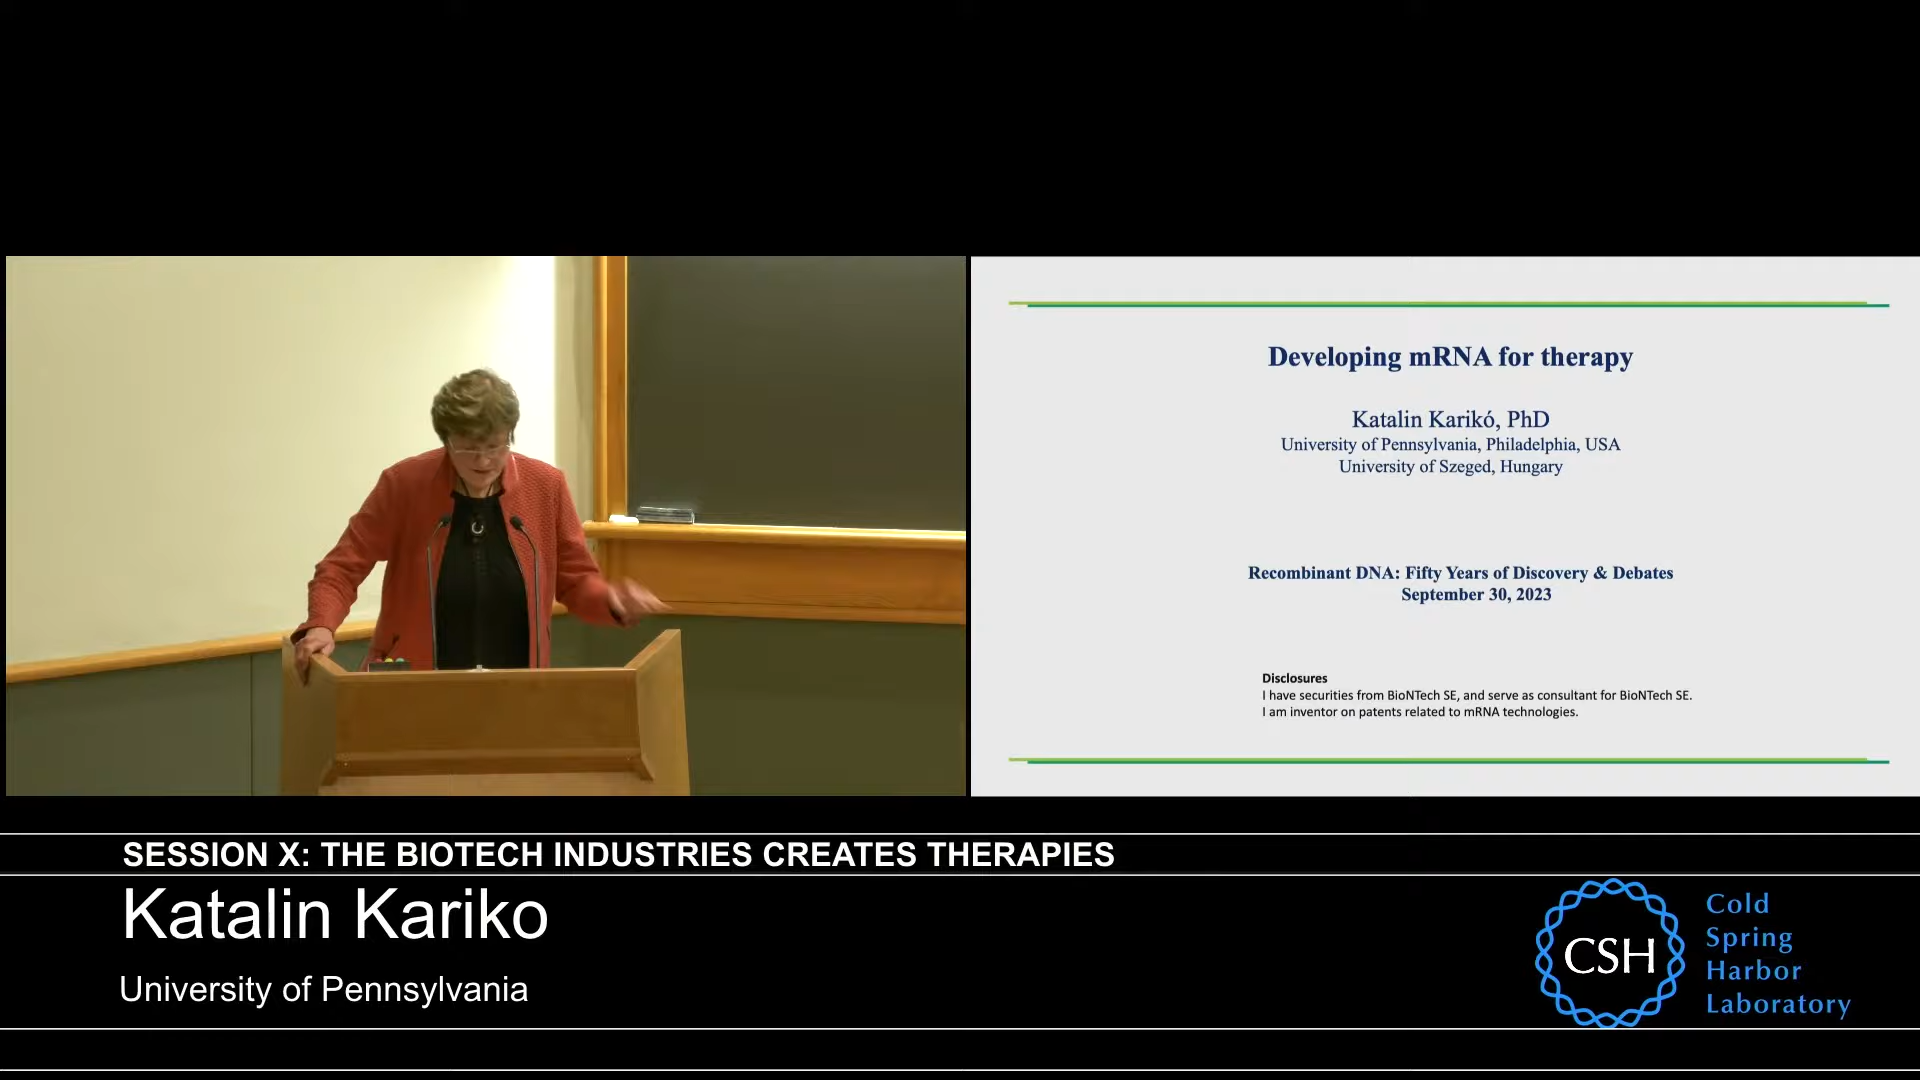 Developing mRNA for therapy
Katalin Karikó, PhD
University of Pennsylvania, Philadelphia, USA
University of Szeged, Hungary
Recombinant DNA: Fifty Years of Discovery & Debates
September 30, 2023
Disclosures
I have securities from BioNTech SE, and serve as consultant for BioNTech SE.
I am inventor on patents related to mRNA technologies.
SESSION X: THE BIOTECH INDUSTRIES CREATES THERAPIES
Katalin Kariko
University of Pennsylvania
CSH
Cold
Spring
Harbor
Laboratory